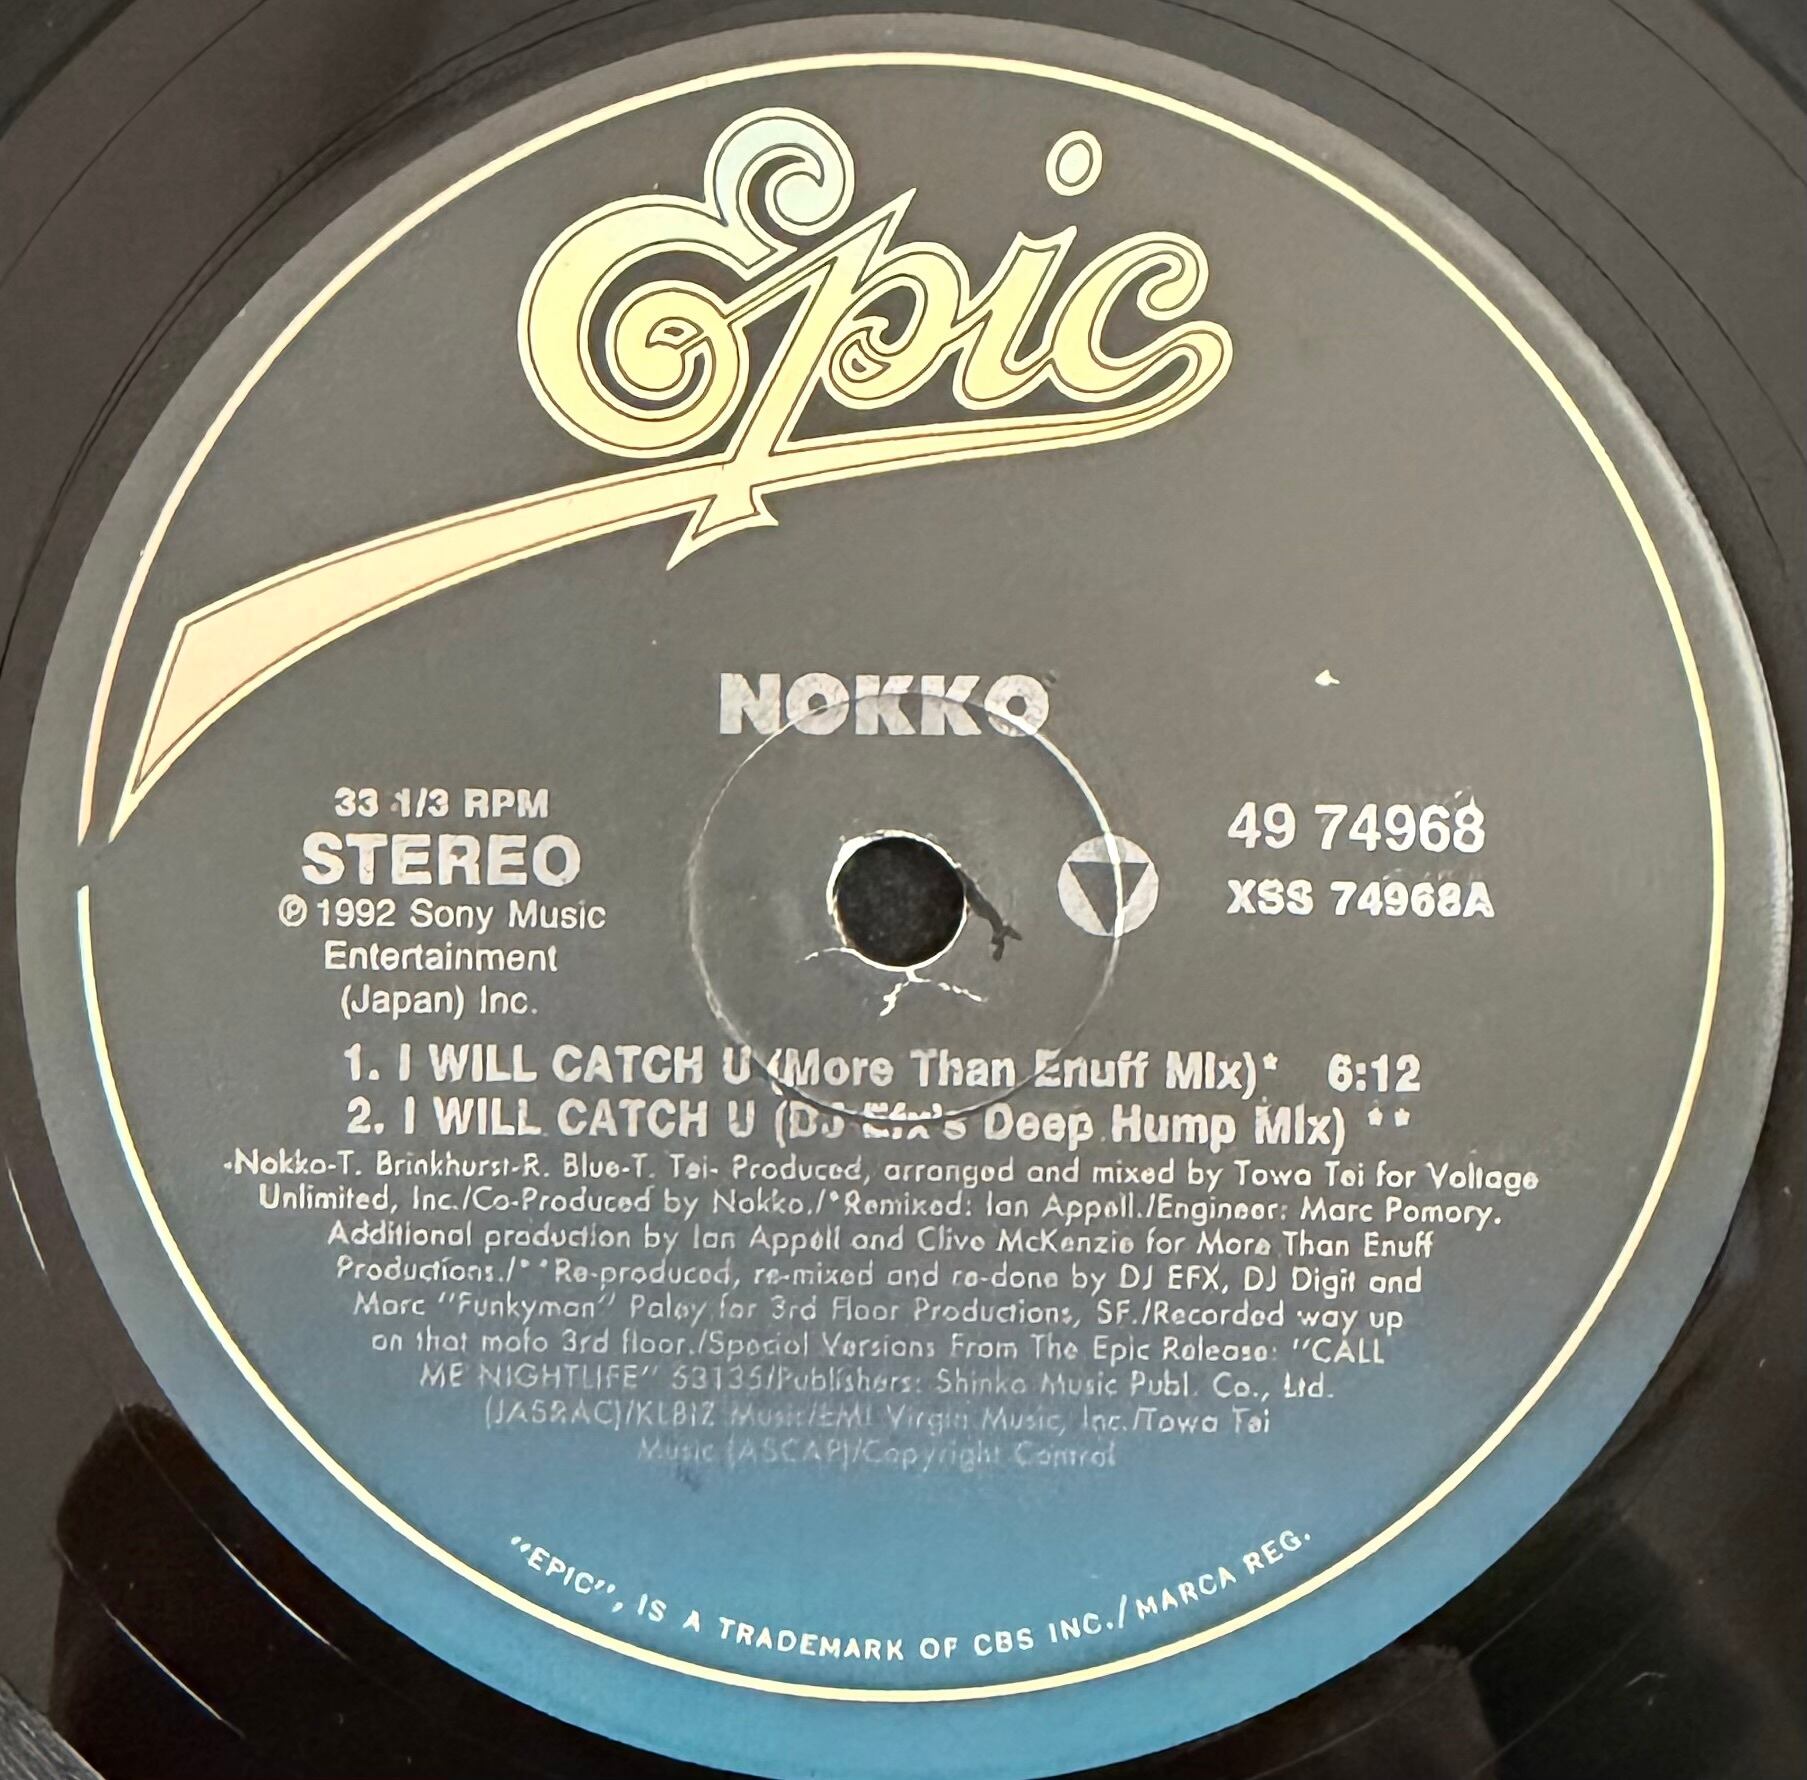 Epic
NOKKO
33 1/3 RPM
STEREO
℗ 1992 Sony Music
Entertainment
(Japan) Inc.
49 74968
XSS 74968A
1. I WILL CATCH U (More Than Enuff Mix)* 6:12
2. I WILL CATCH U (DJ Efx's Deep Hump Mix) **
-Nokko-T. Brinkhurst-R. Blue-T. Tei- Produced, arranged and mixed by Towa Tei for Voltage
Unlimited, Inc./Co-Produced by Nokko./*Remixed: Ian Appell./Engineer: Marc Pomory.
Additional production by Ian Appell and Clive McKenzie for More Than Enuff
Productions./**Re-produced, re-mixed and re-done by DJ EFX, DJ Digit and
Marc "Funkyman" Paley for 3rd Floor Productions, SF./Recorded way up
on that mofo 3rd floor./Special Versions From The Epic Release: "CALL
ME NIGHTLIFE" 53135/Publishers: Shinko Music Publ. Co., Ltd.
(JASRAC)/KLBIZ Music/EMI Virgin Music, Inc./Towa Tei
Music (ASCAP)/Copyright Control
"EPIC", IS A TRADEMARK OF CBS INC./MARCA REG.